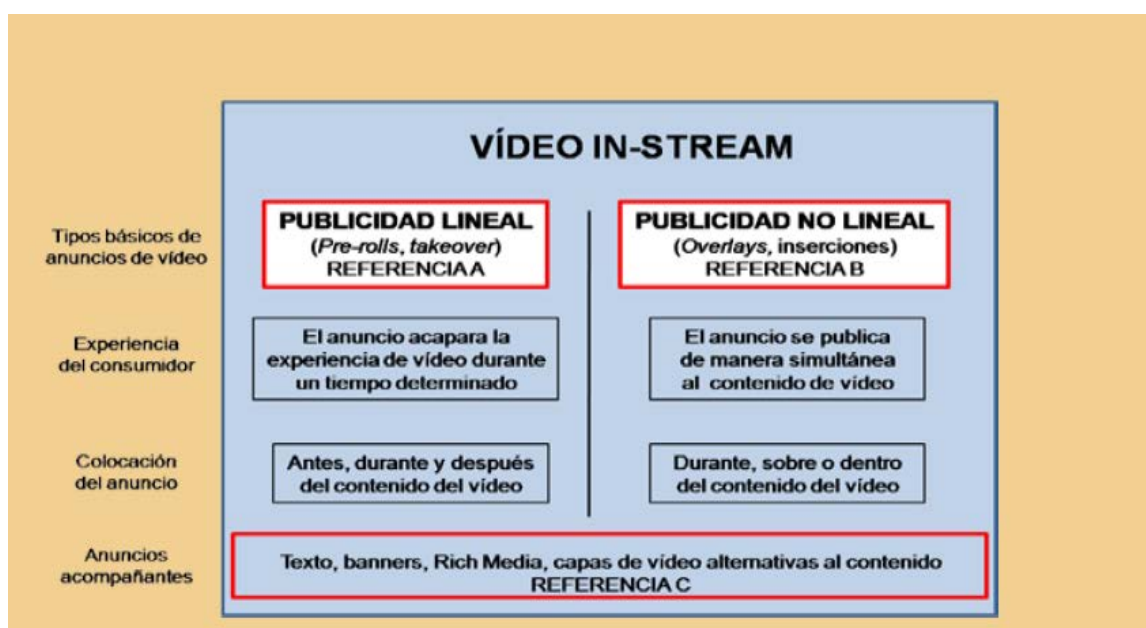 VÍDEO IN-STREAM
Tipos básicos de
anuncios de vídeo
PUBLICIDAD LINEAL
(Pre-rolls, takeover)
REFERENCIA A
PUBLICIDAD NO LINEAL
(Overlays, inserciones)
REFERENCIA B
Experiencia
del consumidor
El anuncio acapara la
experiencia de vídeo durante
un tiempo determinado
El anuncio se publica
de manera simultánea
al contenido de vídeo
Colocación
del anuncio
Antes, durante y después
del contenido del vídeo
Durante, sobre o dentro
del contenido del vídeo
Anuncios
acompañantes
Texto, banners, Rich Media, capas de vídeo alternativas al contenido
REFERENCIA C